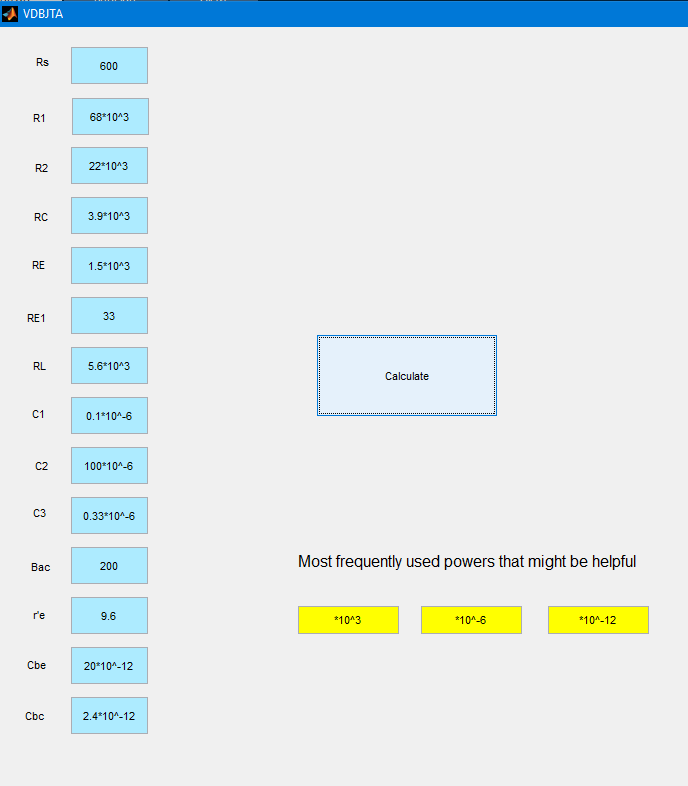 VDBJTA
Rs 600
R1 68*10^3
R2 22*10^3
RC 3.9*10^3
RE 1.5*10^3
RE1 33
RL 5.6*10^3
Calculate
C1 0.1*10^-6
C2 100*10^-6
C3 0.33*10^-6
Most frequently used powers that might be helpful
Bac 200
r'e 9.6
*10^3 *10^-6 *10^-12
Cbe 20*10^-12
Cbc 2.4*10^-12